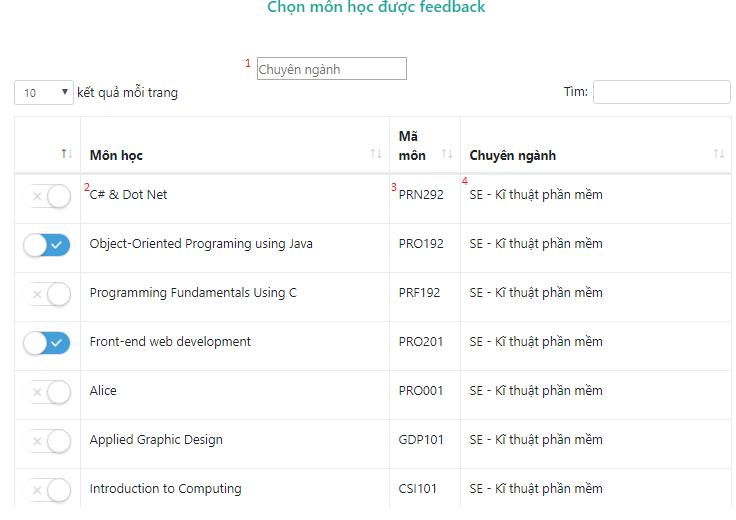 Chọn môn học được feedback
1 Chuyên ngành
10 kết quả mỗi trang Tìm:
Môn học Mã môn Chuyên ngành
2 C# & Dot Net 3 PRN292 4 SE - Kĩ thuật phần mềm
Object-Oriented Programing using Java PRO192 SE - Kĩ thuật phần mềm
Programming Fundamentals Using C PRF192 SE - Kĩ thuật phần mềm
Front-end web development PRO201 SE - Kĩ thuật phần mềm
Alice PRO001 SE - Kĩ thuật phần mềm
Applied Graphic Design GDP101 SE - Kĩ thuật phần mềm
Introduction to Computing CSI101 SE - Kĩ thuật phần mềm